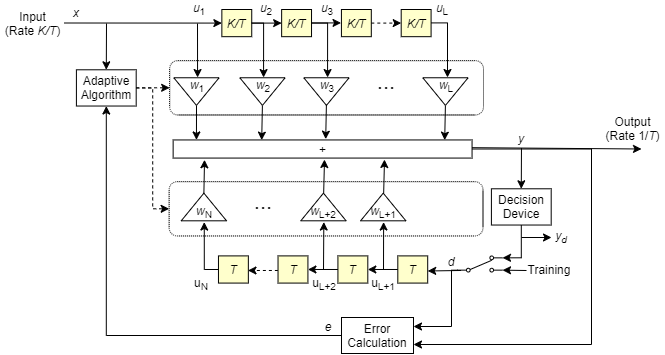 Input
(Rate K/T)
x
u1
u2
u3
uL
K/T
K/T
K/T
K/T
Adaptive
Algorithm
w1
w2
w3
...
wL
Output
(Rate 1/T)
+
y
wN
...
wL+2
wL+1
Decision
Device
yd
T
T
T
T
d
Training
uN
uL+2
uL+1
e
Error
Calculation